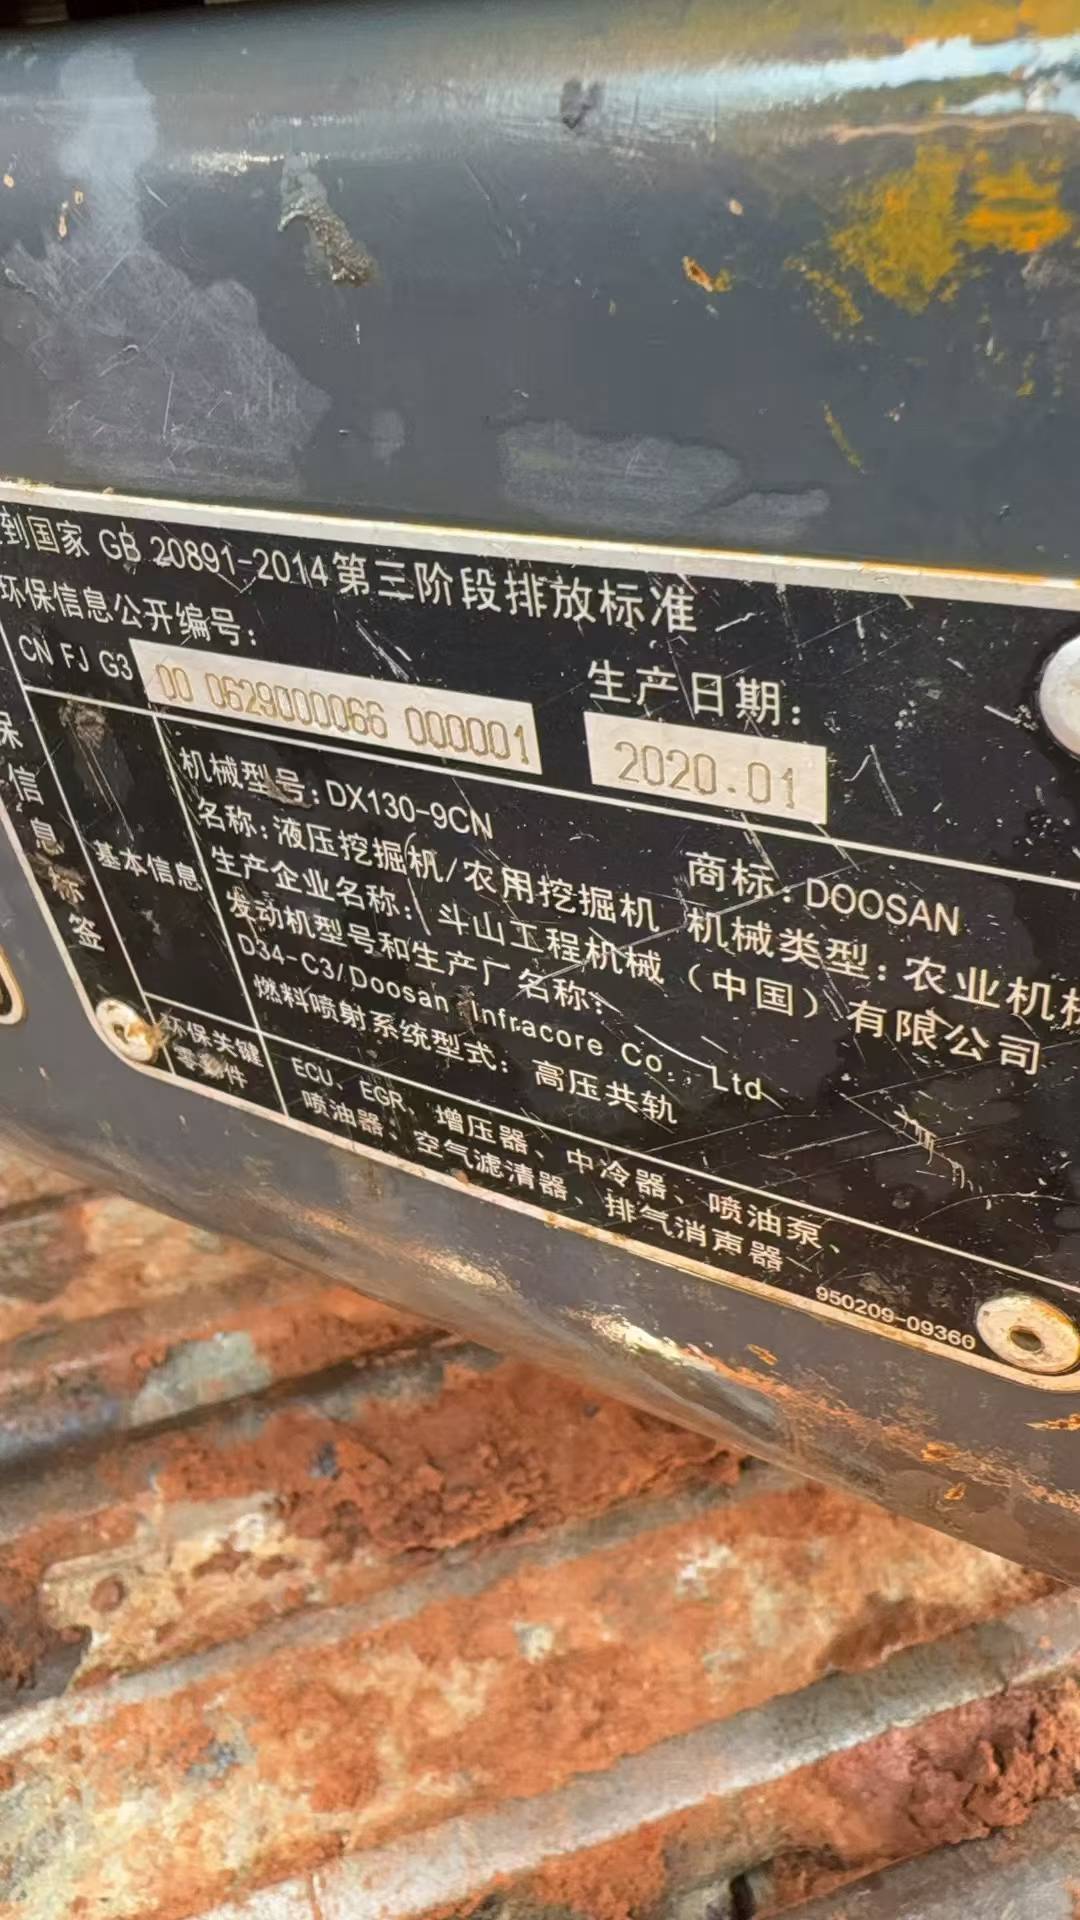 到国家 GB 20891-2014第三阶段排放标准
环保信息公开编号:
CN FJ G3 00 0629000066 000001
生产日期:
2020.01
保信息标签
基本信息
机械型号: DX130-9CN
商标: DOOSAN
名称: 液压挖掘机/农用挖掘机 机械类型: 农业机械
生产企业名称: 斗山工程机械（中国）有限公司
发动机型号和生产厂名称:
D34-C3/Doosan Infracore Co., Ltd
燃料喷射系统型式: 高压共轨
环保关键
零部件
ECU、EGR、增压器、中冷器、喷油泵、
喷油器、空气滤清器、排气消声器
950209-09360